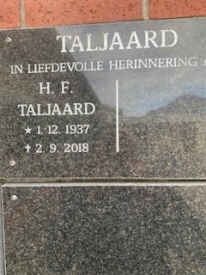 TALJAARD
IN LIEFDEVOLLE HERINNERING
H. F.
TALJAARD
★ 1. 12. 1937
✝ 2. 9. 2018